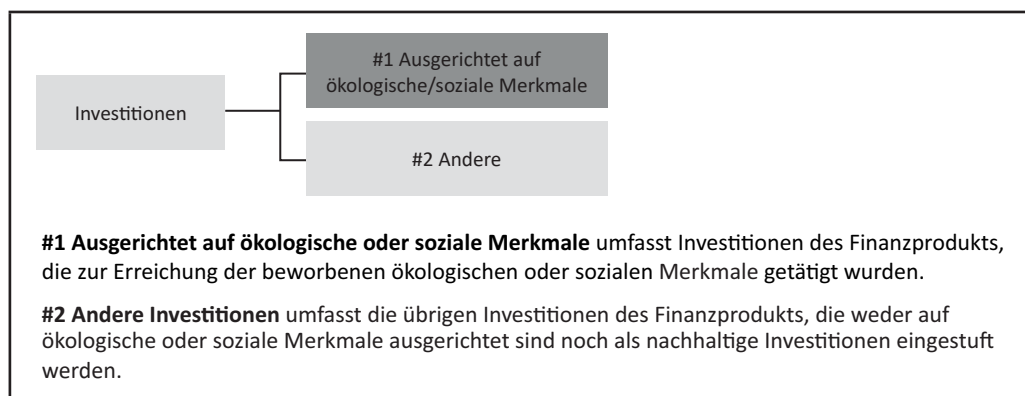 #1 Ausgerichtet auf
ökologische/soziale Merkmale
Investitionen
#2 Andere
#1 Ausgerichtet auf ökologische oder soziale Merkmale umfasst Investitionen des Finanzprodukts,
die zur Erreichung der beworbenen ökologischen oder sozialen Merkmale getätigt wurden.
#2 Andere Investitionen umfasst die übrigen Investitionen des Finanzprodukts, die weder auf
ökologische oder soziale Merkmale ausgerichtet sind noch als nachhaltige Investitionen eingestuft
werden.